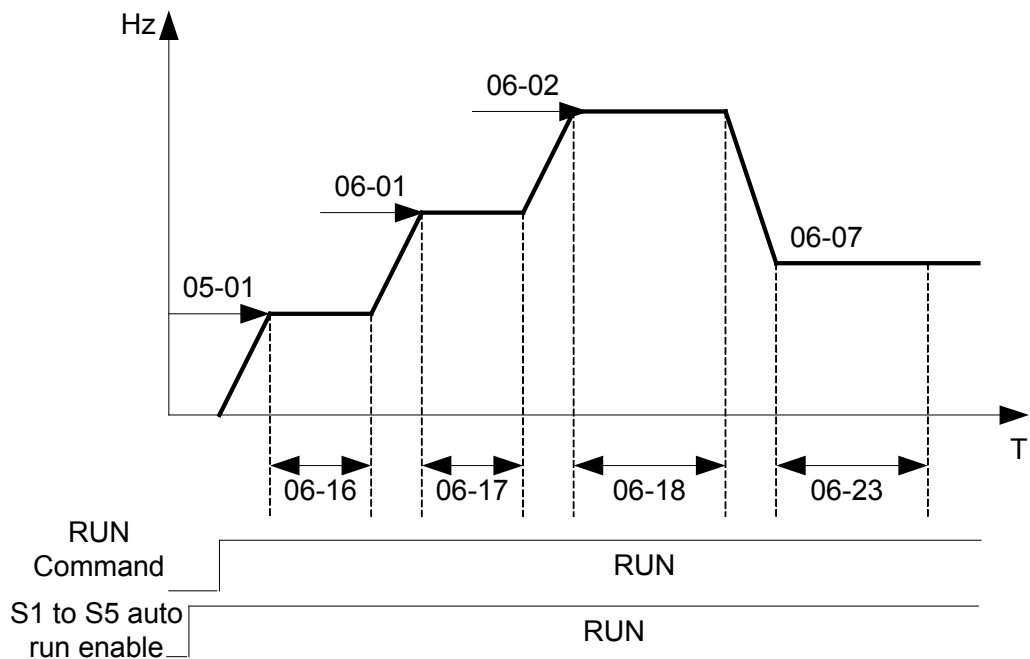 Hz
06-02
06-01
06-07
05-01
T
06-16
06-17
06-18
06-23
RUN
Command
RUN
S1 to S5 auto
run enable
RUN